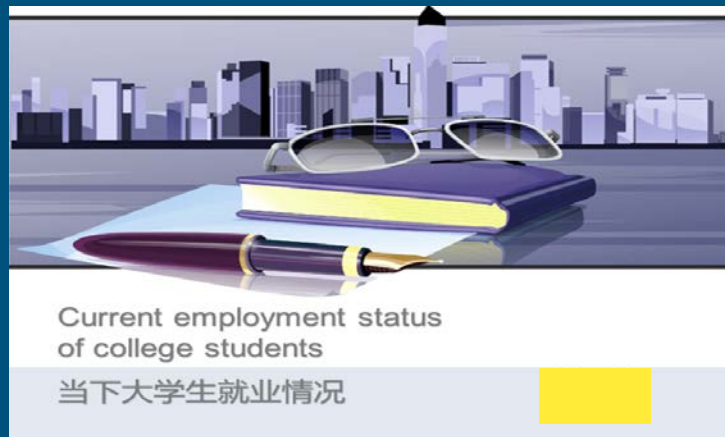 Current employment status
of college students
当下大学生就业情况